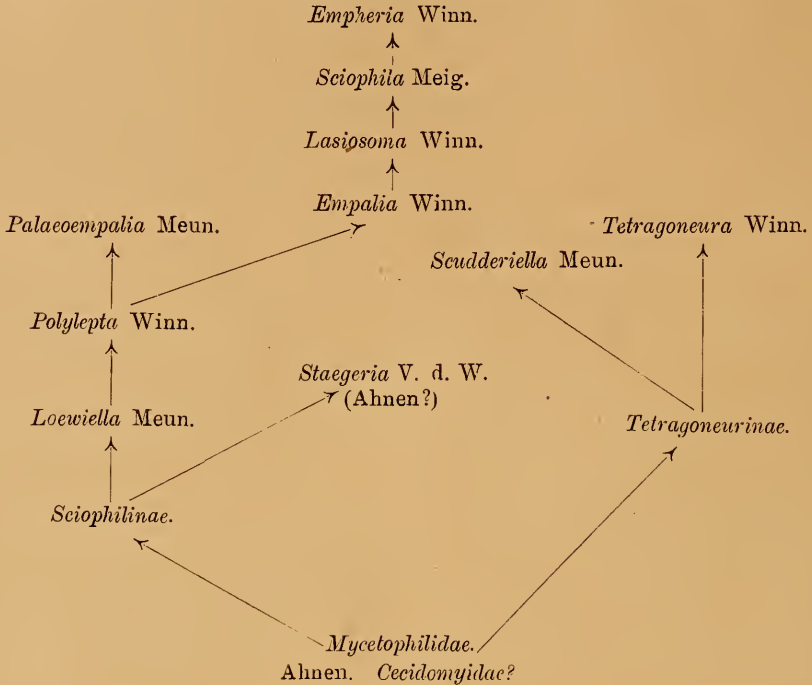 Empheria Winn.
Sciophila Meig.
Lasiosoma Winn.
Empalia Winn.
Palaeoempalia Meun.
Tetragoneura Winn.
Scudderiella Meun.
Polylepta Winn.
Staegeria V. d. W.
(Ahnen?)
Loewiella Meun.
Tetragoneurinae.
Sciophilinae.
Mycetophilidae.
Ahnen. Cecidomyidae?